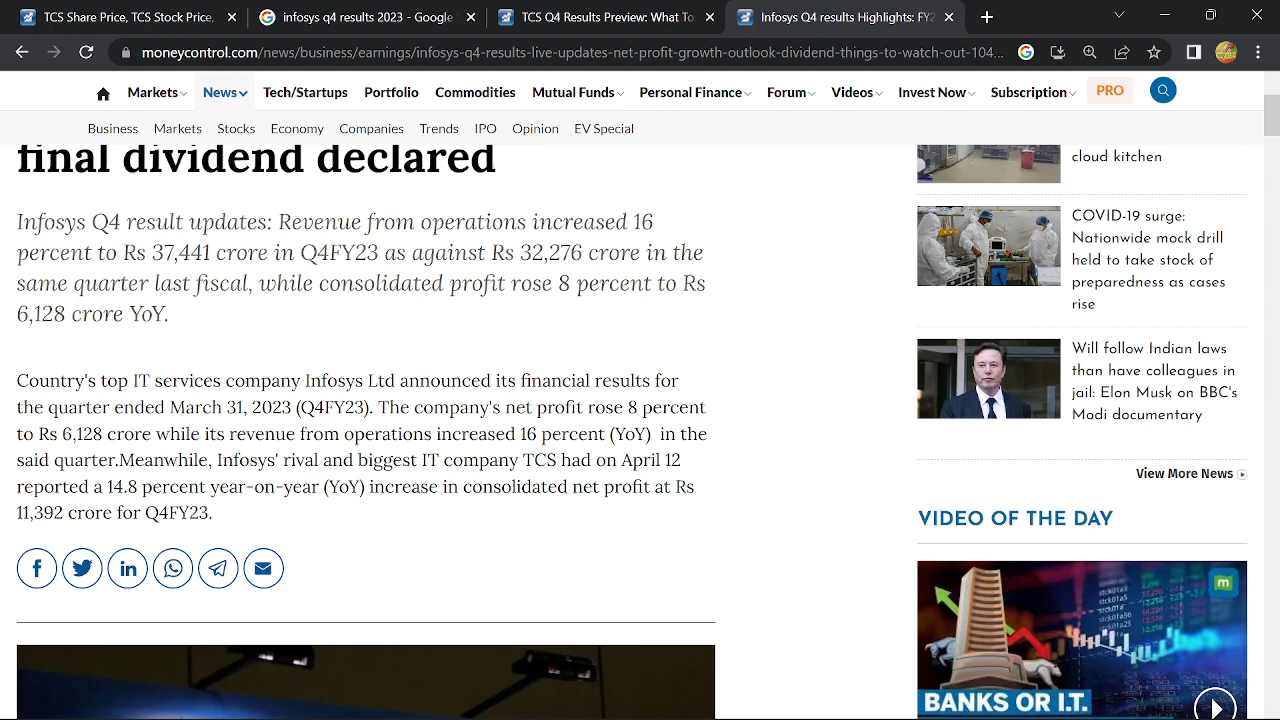 TCS Share Price, TCS Stock Price,
infosys q4 results 2023 - Google
TCS Q4 Results Preview: What To
Infosys Q4 results Highlights: FY2
moneycontrol.com/news/business/earnings/infosys-q4-results-live-updates-net-profit-growth-outlook-dividend-things-to-watch-out-104...
Markets News Tech/Startups Portfolio Commodities Mutual Funds Personal Finance Forum Videos Invest Now Subscription PRO
Business Markets Stocks Economy Companies Trends IPO Opinion EV Special
final dividend declared
Infosys Q4 result updates: Revenue from operations increased 16
percent to Rs 37,441 crore in Q4FY23 as against Rs 32,276 crore in the
same quarter last fiscal, while consolidated profit rose 8 percent to Rs
6,128 crore YoY.
Country's top IT services company Infosys Ltd announced its financial results for
the quarter ended March 31, 2023 (Q4FY23). The company's net profit rose 8 percent
to Rs 6,128 crore while its revenue from operations increased 16 percent (YoY) in the
said quarter.Meanwhile, Infosys' rival and biggest IT company TCS had on April 12
reported a 14.8 percent year-on-year (YoY) increase in consolidated net profit at Rs
11,392 crore for Q4FY23.
cloud kitchen
COVID-19 surge:
Nationwide mock drill
held to take stock of
preparedness as cases
rise
Will follow Indian laws
than have colleagues in
jail: Elon Musk on BBC's
Modi documentary
View More News
VIDEO OF THE DAY
BANKS OR I.T.